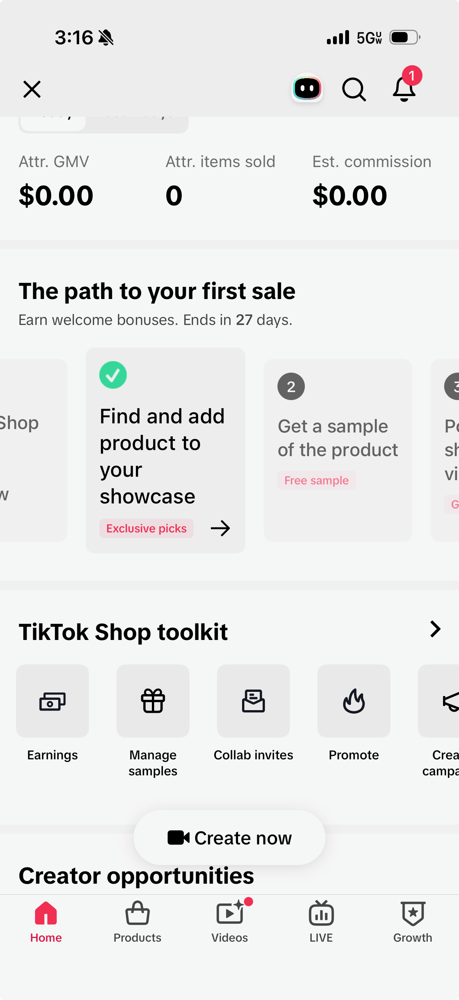 3:16
5G UW
1
Attr. GMV
Attr. items sold
Est. commission
$0.00
0
$0.00
The path to your first sale
Earn welcome bonuses. Ends in 27 days.
Shop
w
Find and add
product to
your
showcase
Exclusive picks
2
Get a sample
of the product
Free sample
3
Po
sh
vi
G
TikTok Shop toolkit
Earnings
Manage
samples
Collab invites
Promote
Crea
campa
Create now
Creator opportunities
Home
Products
Videos
LIVE
Growth